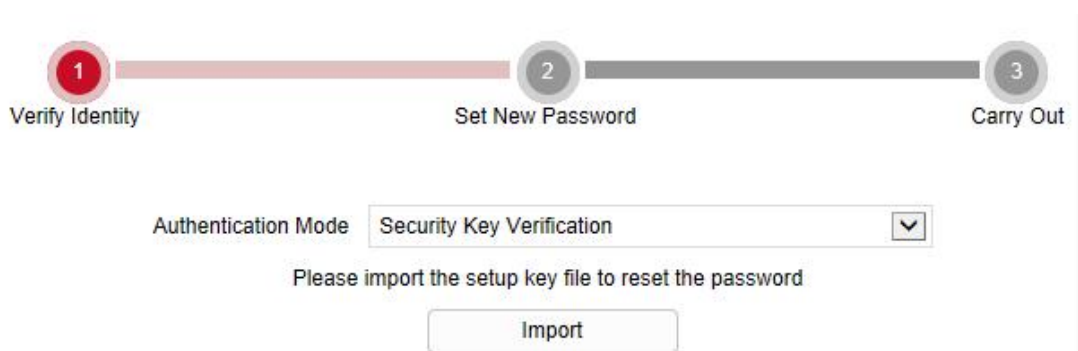 1 2 3
Verify Identity Set New Password Carry Out
Authentication Mode Security Key Verification
Please import the setup key file to reset the password
Import